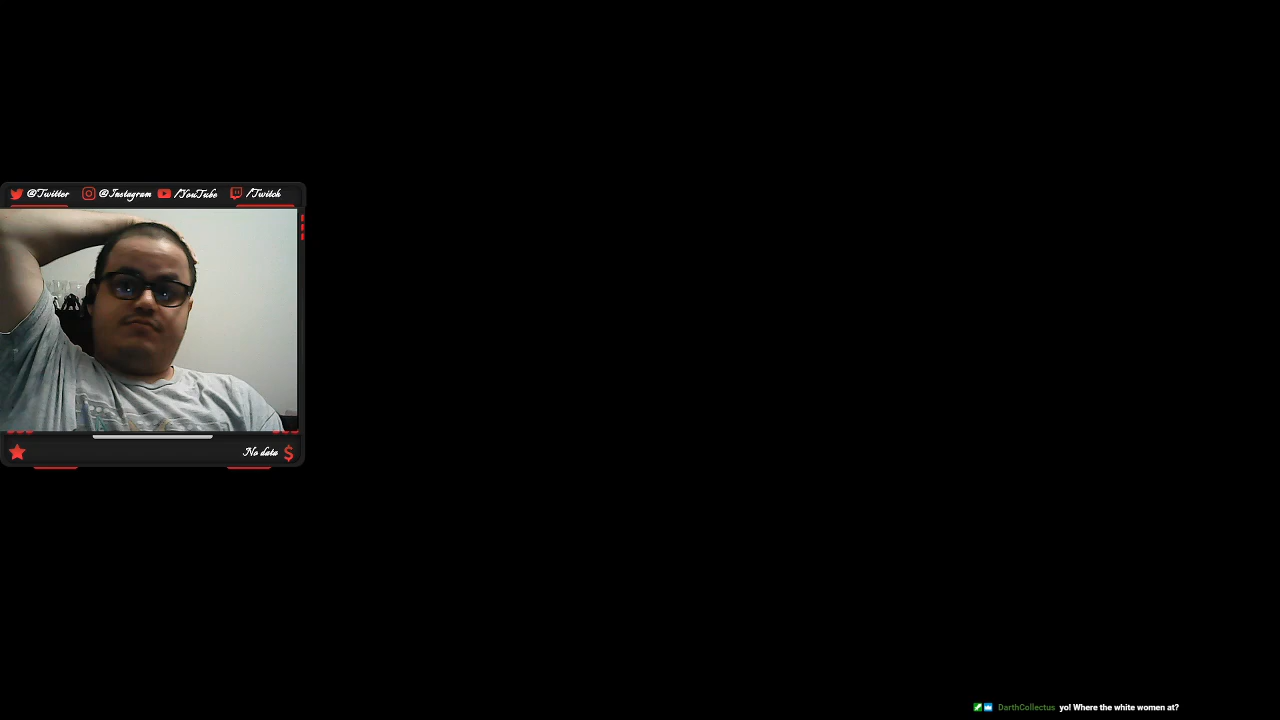 @Twitter @Instagram /YouTube /Twitch
No data
DarthCollectus yo! Where the white women at?